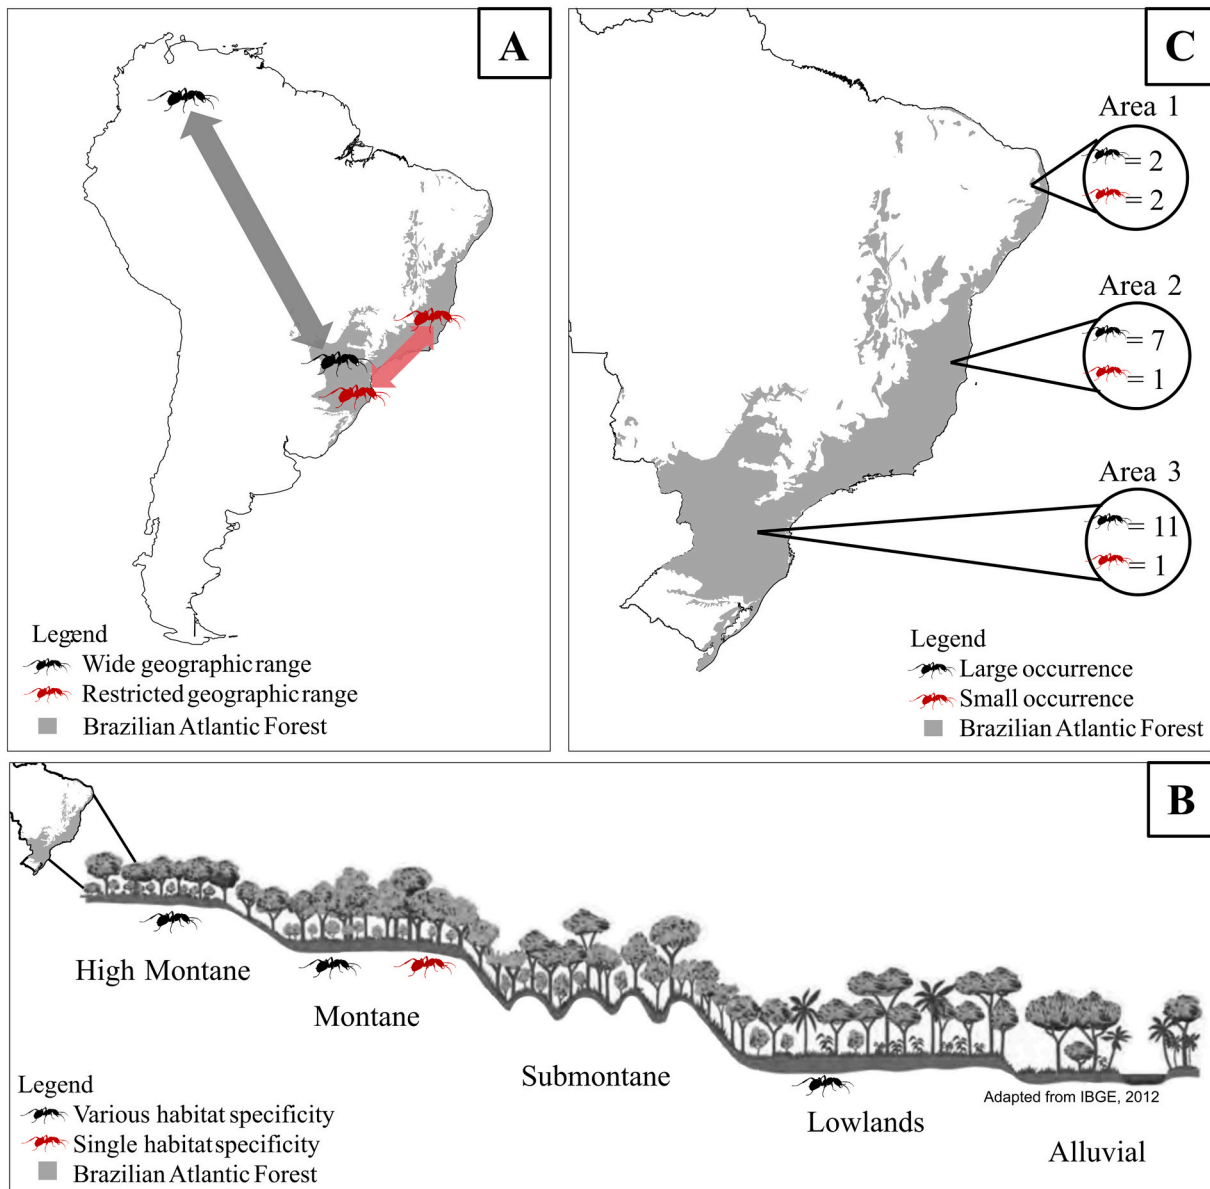 A
Legend
Wide geographic range
Restricted geographic range
Brazilian Atlantic Forest
C
Area 1
= 2
= 2
Area 2
= 7
= 1
Area 3
= 11
= 1
Legend
Large occurrence
Small occurrence
Brazilian Atlantic Forest
B
High Montane
Montane
Submontane
Lowlands
Alluvial
Adapted from IBGE, 2012
Legend
Various habitat specificity
Single habitat specificity
Brazilian Atlantic Forest